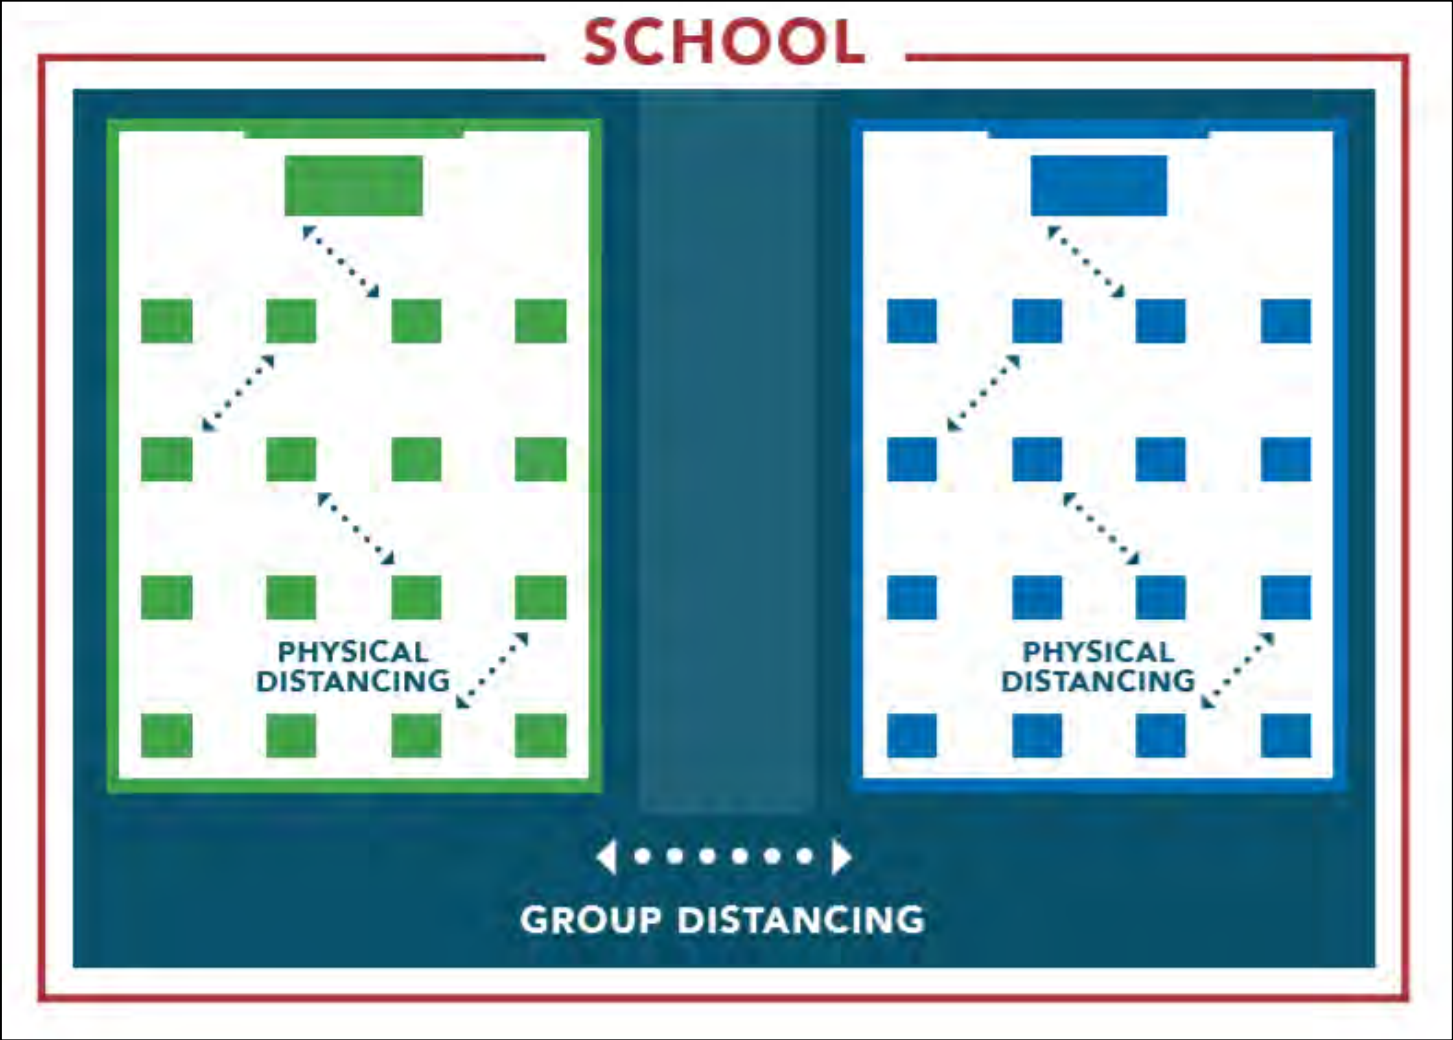 SCHOOL
PHYSICAL
DISTANCING
PHYSICAL
DISTANCING
GROUP DISTANCING